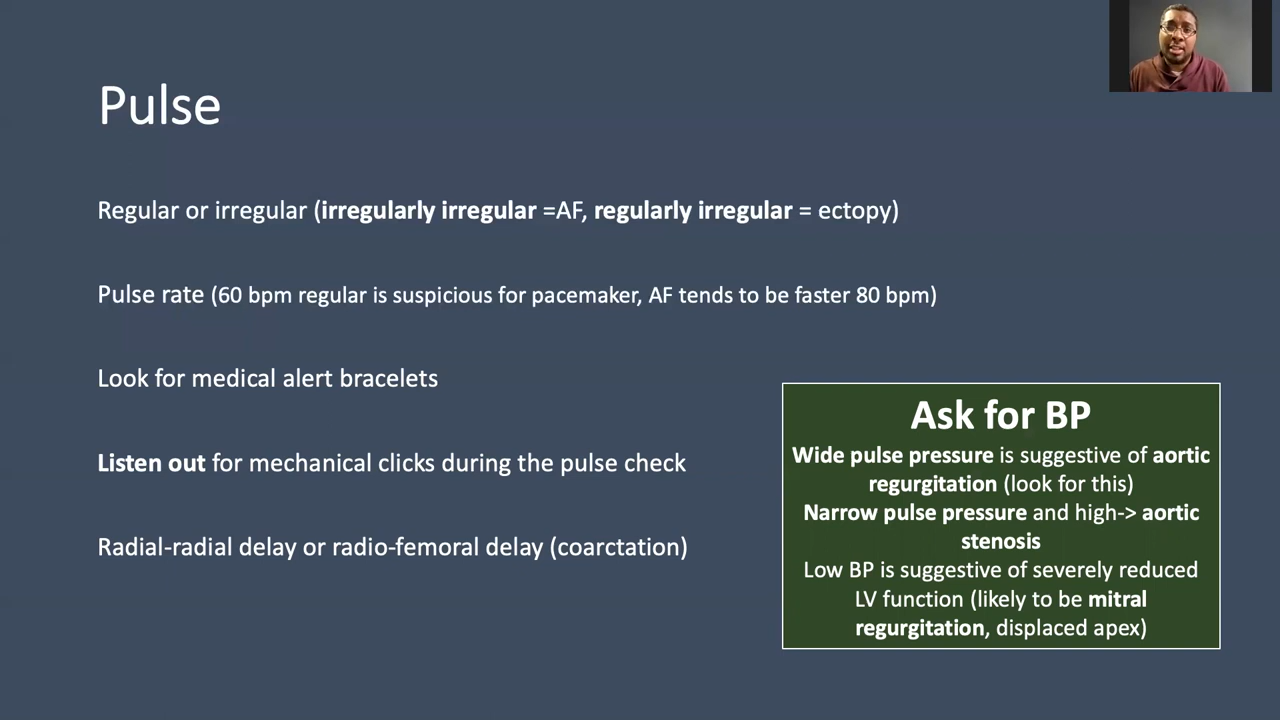 Pulse
Regular or irregular (irregularly irregular =AF, regularly irregular = ectopy)
Pulse rate (60 bpm regular is suspicious for pacemaker, AF tends to be faster 80 bpm)
Look for medical alert bracelets
Listen out for mechanical clicks during the pulse check
Radial-radial delay or radio-femoral delay (coarctation)
Ask for BP
Wide pulse pressure is suggestive of aortic
regurgitation (look for this)
Narrow pulse pressure and high-> aortic
stenosis
Low BP is suggestive of severely reduced
LV function (likely to be mitral
regurgitation, displaced apex)